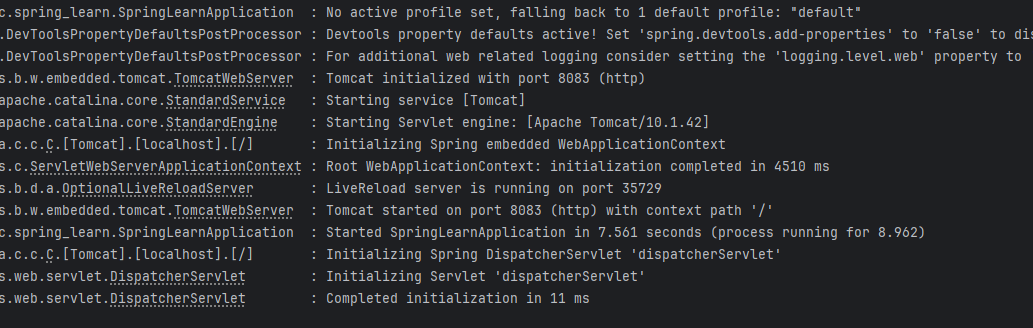 c.spring_learn.SpringLearnApplication : No active profile set, falling back to 1 default profile: "default"
.DevToolsPropertyDefaultsPostProcessor : Devtools property defaults active! Set 'spring.devtools.add-properties' to 'false' to dis
.DevToolsPropertyDefaultsPostProcessor : For additional web related logging consider setting the 'logging.level.web' property to
s.b.w.embedded.tomcat.TomcatWebServer : Tomcat initialized with port 8083 (http)
apache.catalina.core.StandardService : Starting service [Tomcat]
apache.catalina.core.StandardEngine : Starting Servlet engine: [Apache Tomcat/10.1.42]
a.c.c.C.[Tomcat].[localhost].[/] : Initializing Spring embedded WebApplicationContext
s.c.ServletWebServerApplicationContext : Root WebApplicationContext: initialization completed in 4510 ms
s.b.d.a.OptionalLiveReloadServer : LiveReload server is running on port 35729
s.b.w.embedded.tomcat.TomcatWebServer : Tomcat started on port 8083 (http) with context path '/'
c.spring_learn.SpringLearnApplication : Started SpringLearnApplication in 7.561 seconds (process running for 8.962)
a.c.c.C.[Tomcat].[localhost].[/] : Initializing Spring DispatcherServlet 'dispatcherServlet'
s.web.servlet.DispatcherServlet : Initializing Servlet 'dispatcherServlet'
s.web.servlet.DispatcherServlet : Completed initialization in 11 ms